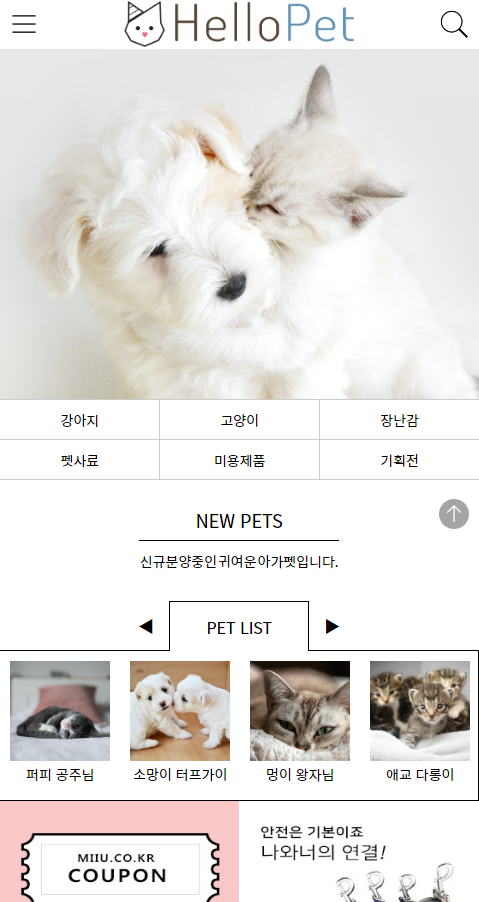 HelloPet
강아지 고양이 장난감
펫사료 미용제품 기획전
NEW PETS
신규분양중인귀여운아가펫입니다.
◀ PET LIST ▶
퍼피 공주님 소망이 터프가이 멍이 왕자님 애교 다롱이
MIIU.CO.KR
COUPON
안전은 기본이죠
나와너의 연결!